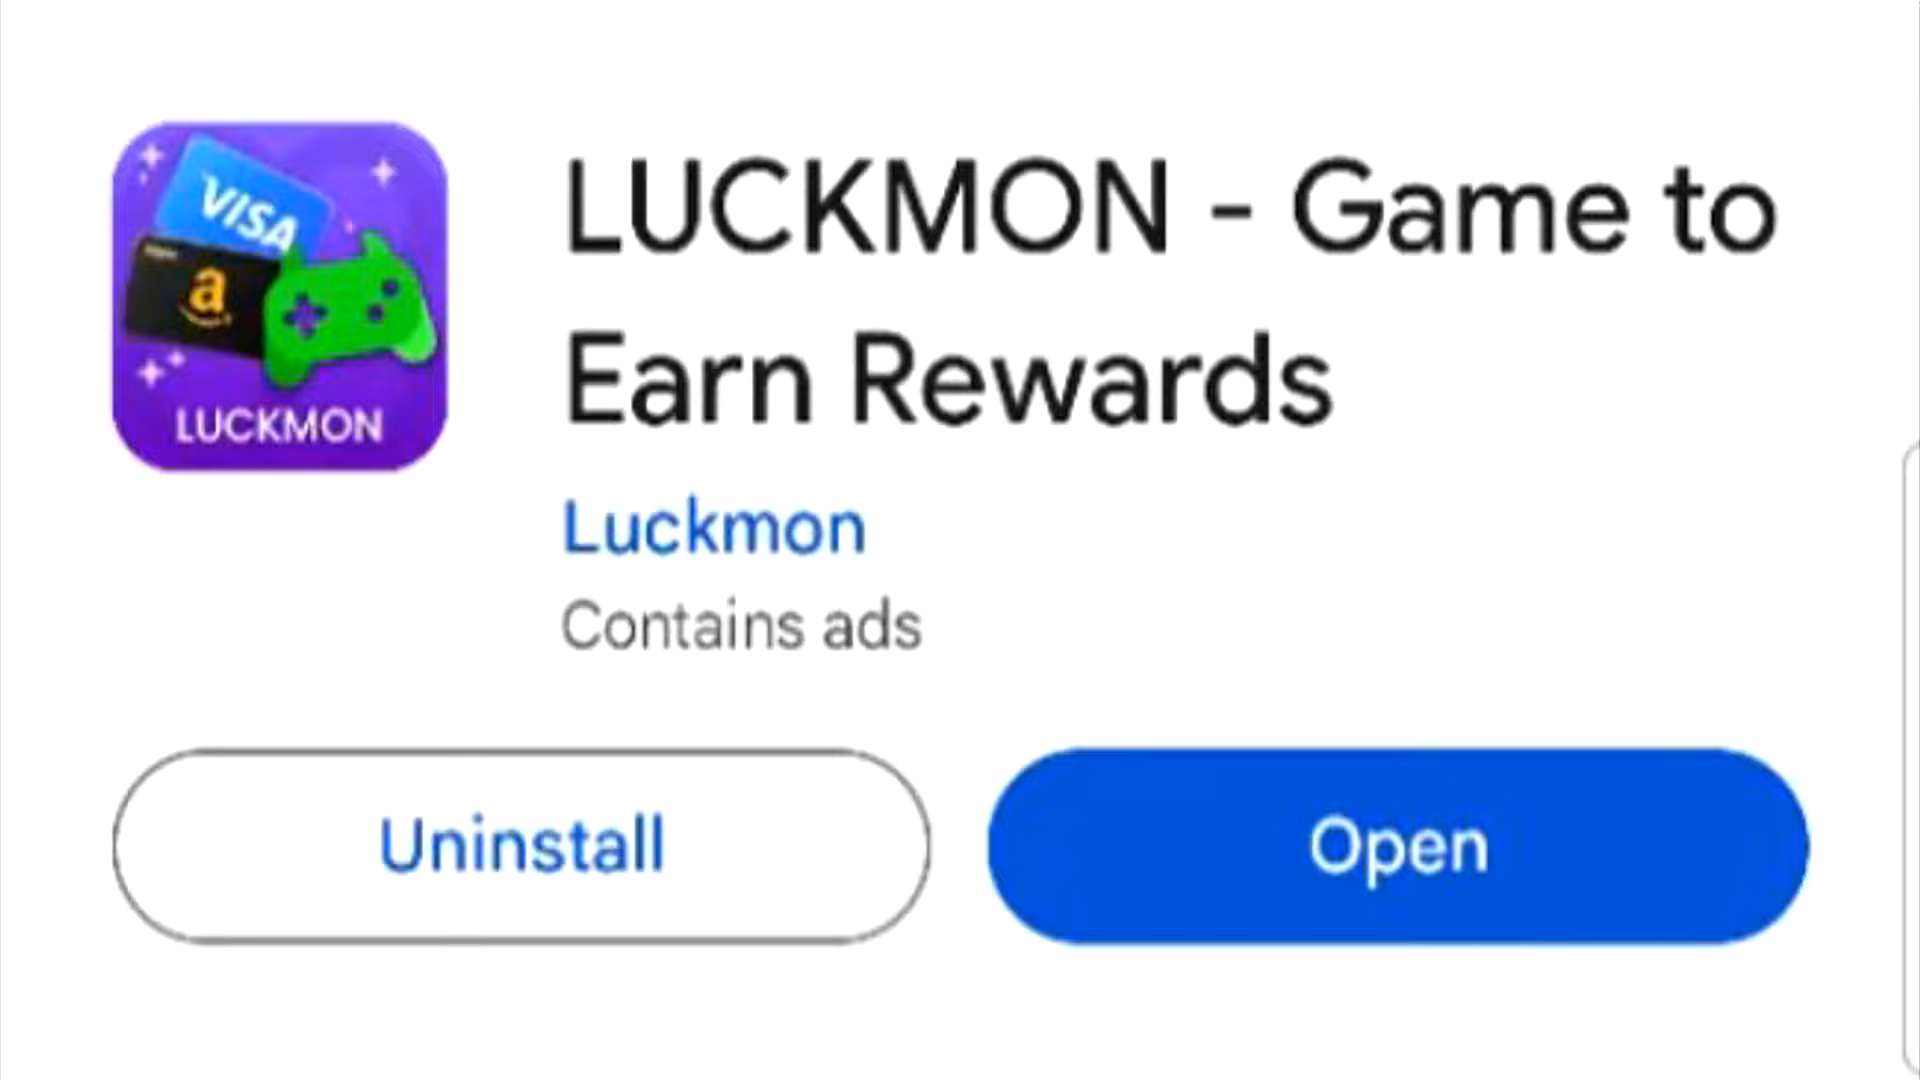 VISA
a
LUCKMON
LUCKMON - Game to
Earn Rewards
Luckmon
Contains ads
Uninstall
Open